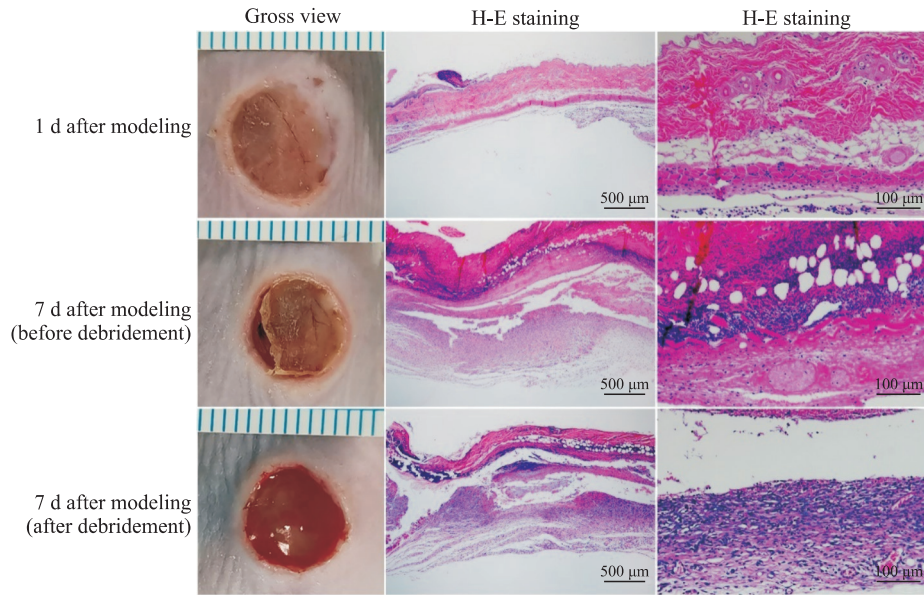 Gross view
H-E staining
H-E staining
1 d after modeling
500 μm
100 μm
7 d after modeling
(before debridement)
500 μm
100 μm
7 d after modeling
(after debridement)
500 μm
100 μm